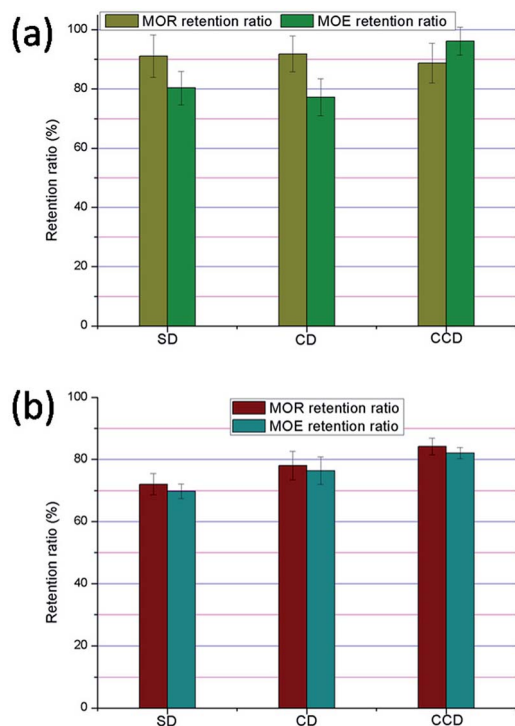 (a)
MOR retention ratio MOE retention ratio
100
80
60
40
20
0
Retention ratio (%)
SD CD CCD
(b)
MOR retention ratio
MOE retention ratio
100
80
60
40
20
0
Retention ratio (%)
SD CD CCD